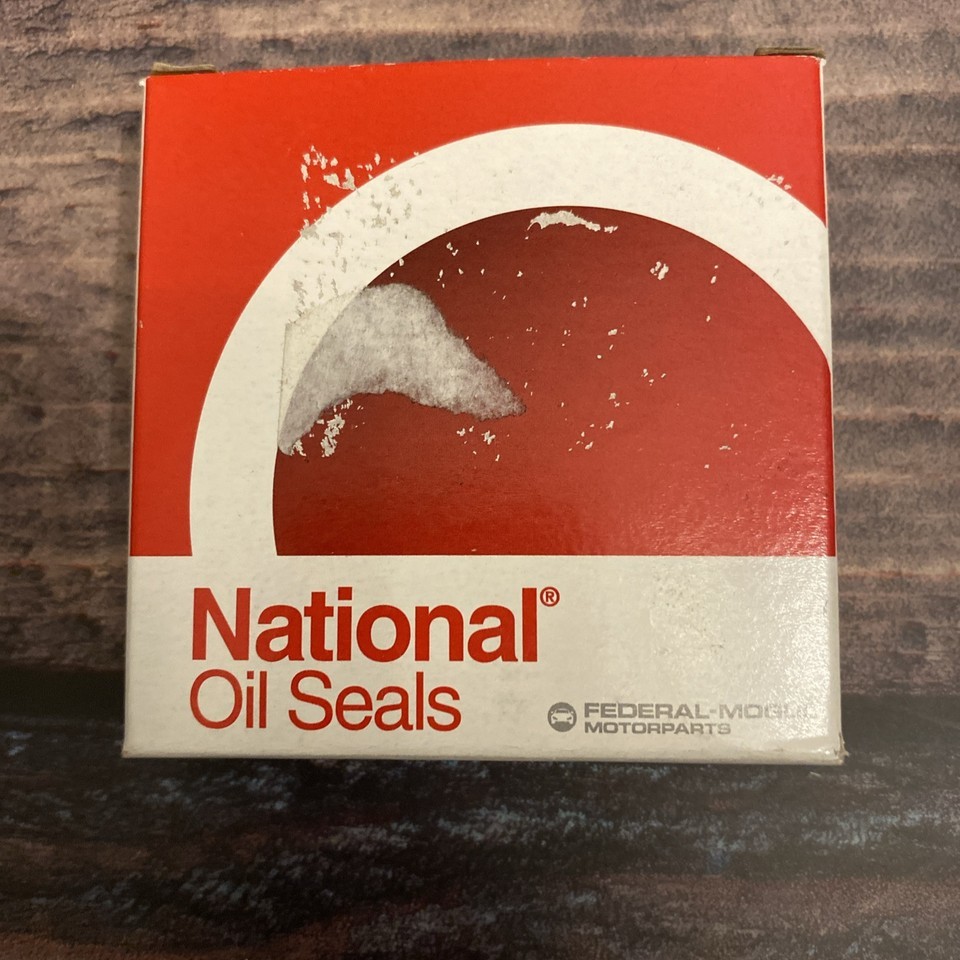 National®
Oil Seals
FEDERAL-MOGUL
MOTORPARTS